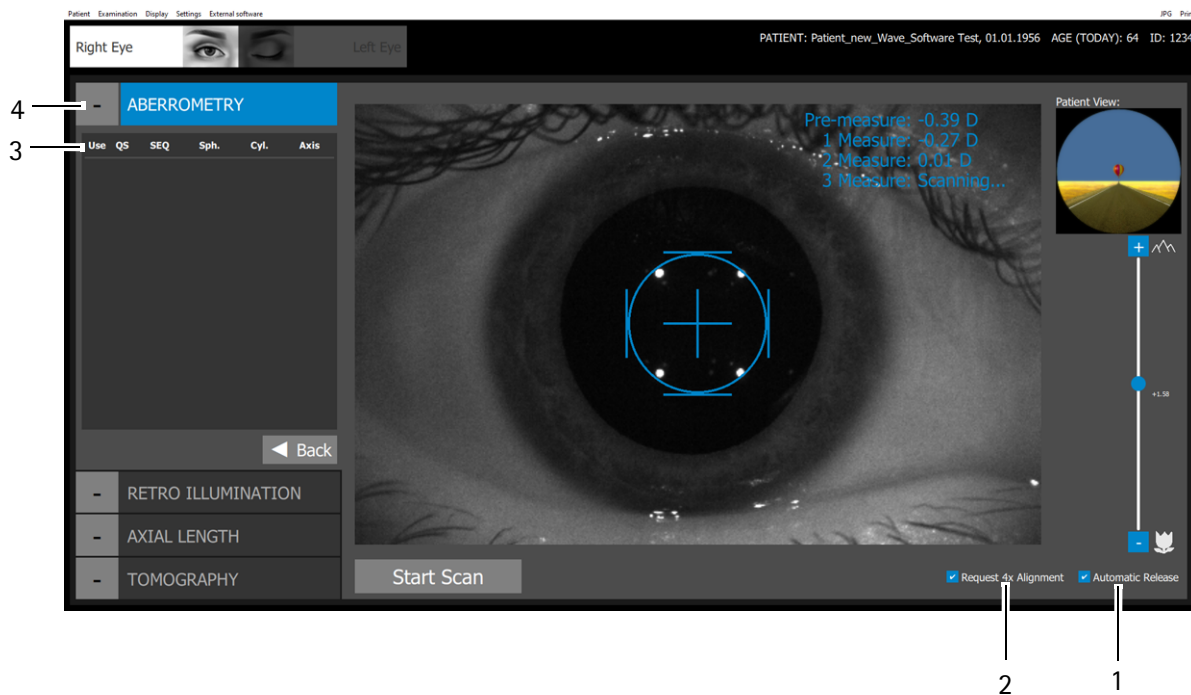 Patient Examination Display Settings External software JPG Prin
Right Eye Left Eye PATIENT: Patient_new_Wave_Software Test, 01.01.1956 AGE (TODAY): 64 ID: 1234
4 - ABERROMETRY
3 Use QS SEQ Sph. Cyl. Axis
Pre-measure: -0.39 D
1 Measure: -0.27 D
2 Measure: 0.01 D
3 Measure: Scanning...
Patient View:
+
+1.58
-
◀ Back
- RETRO ILLUMINATION
- AXIAL LENGTH
- TOMOGRAPHY
Start Scan
Request 4x Alignment Automatic Release
2 1